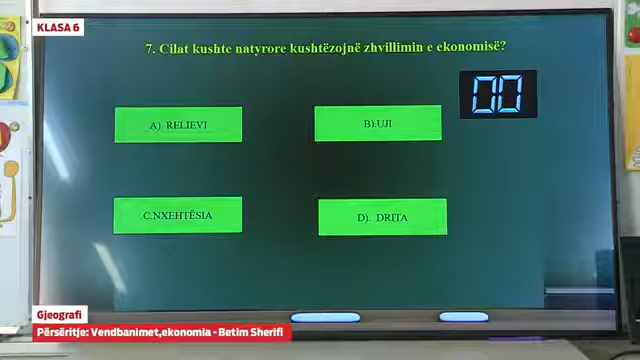 KLASA 6
7. Cilat kushte natyrore kushtëzojnë zhvillimin e ekonomisë?
00
A). RELIEVI
B).UJI
.C.NXEHTËSIA
D). DRITA
Gjeografi
Përsëritje: Vendbanimet,ekonomia - Betim Sherifi